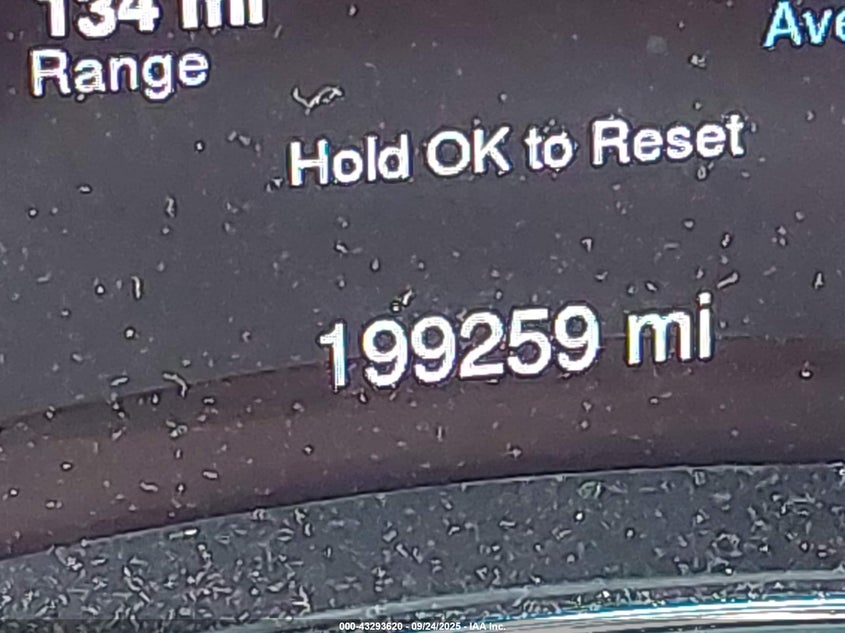 134 mi
Range
Ave
Hold OK to Reset
199259 mi
000-43293620 - 09/24/2025 - IAA Inc.